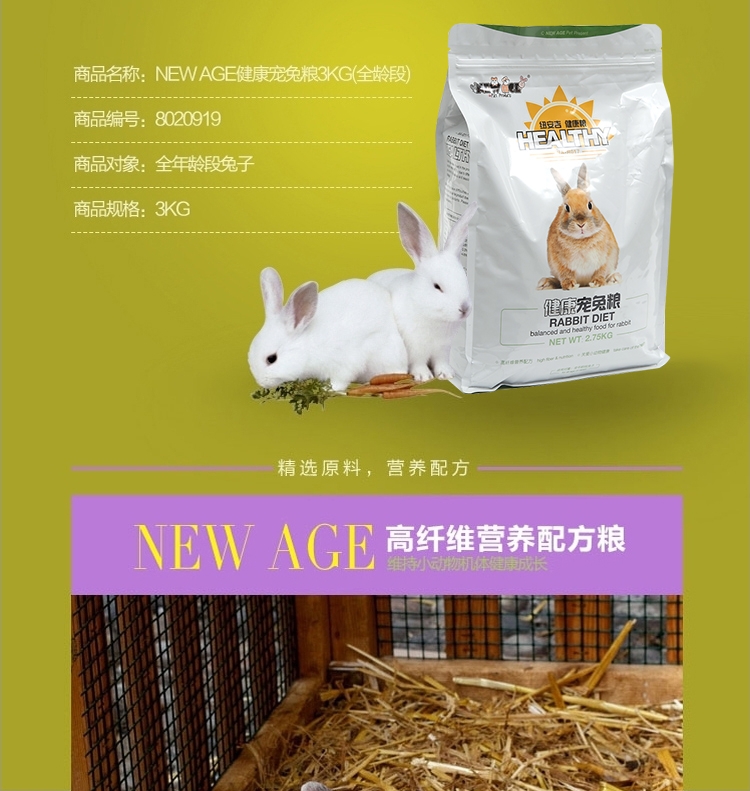 商品名称：NEW AGE健康宠兔粮3KG(全龄段)
商品编号：8020919
商品对象：全年龄段兔子
商品规格：3KG
纽安吉 健康粮
HEALTHY
RABBIT DIET
健康宠兔粮
RABBIT DIET
balanced and healthy food for rabbit
NET WT: 2.75KG
精选原料，营养配方
NEW AGE 高纤维营养配方粮
维持小动物机体健康成长